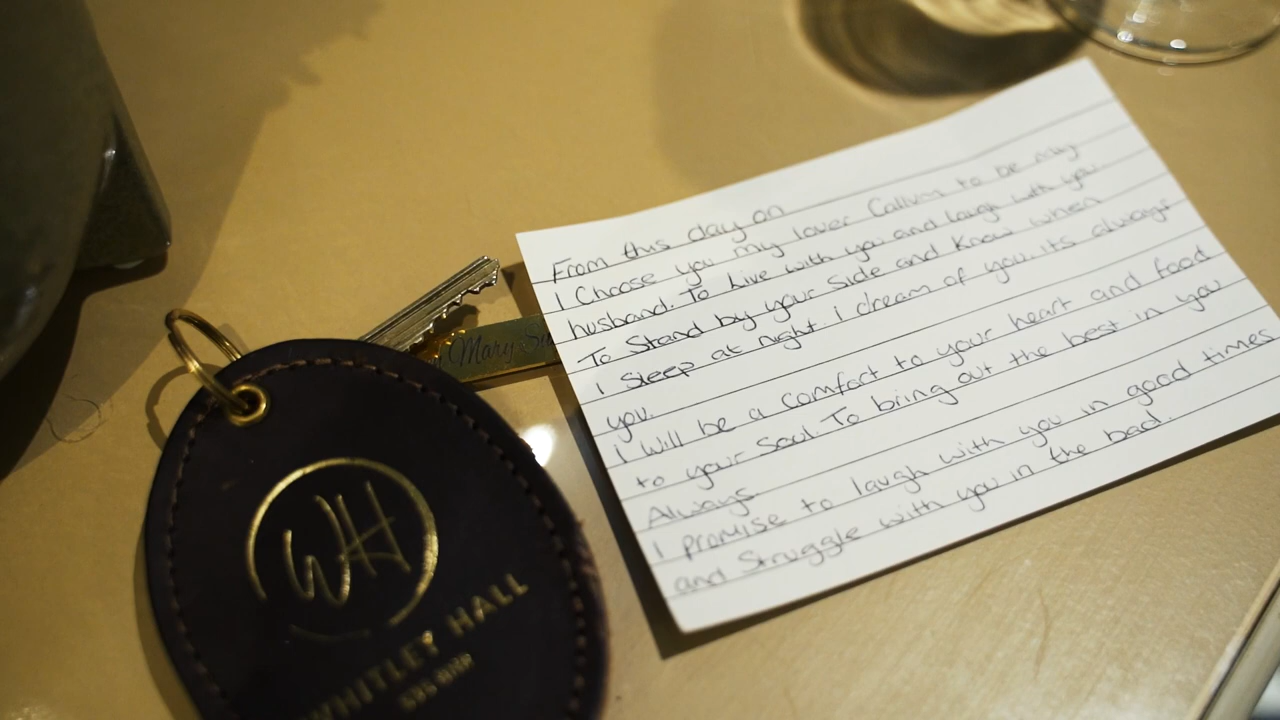 From this day on
I Choose you my lover Callum to be my
husband. To Live with you and laugh with you
To Stand by your Side and Know when
I Sleep at night i dream of you. its always
you.
I Will be a comfort to your heart and food
to your Soul. To bring out the best in you
Always
I promise to laugh with you in good times
and Struggle with you in the bad.
Mary
WH
WHITLEY HALL